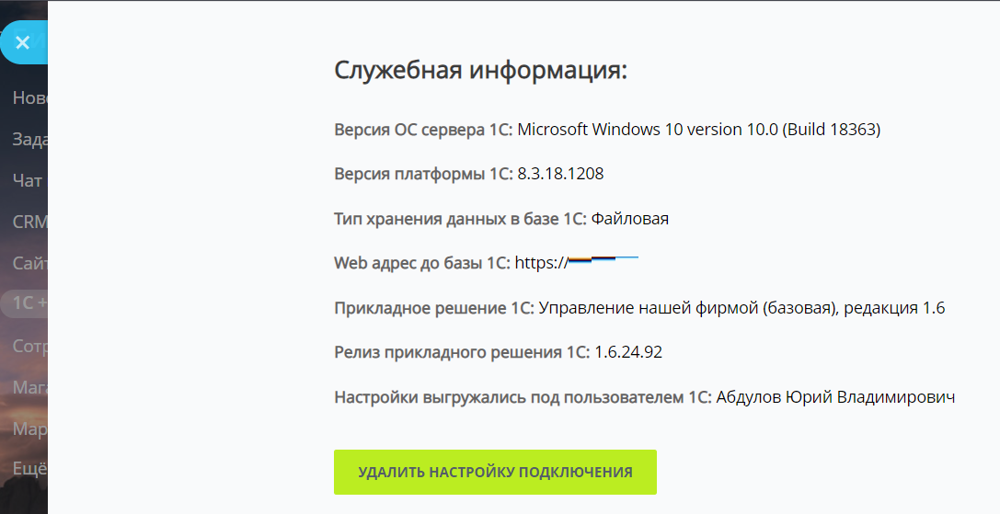 Служебная информация:
Версия ОС сервера 1С: Microsoft Windows 10 version 10.0 (Build 18363)
Версия платформы 1С: 8.3.18.1208
Тип хранения данных в базе 1С: Файловая
Web адрес до базы 1С: https://
Прикладное решение 1С: Управление нашей фирмой (базовая), редакция 1.6
Релиз прикладного решения 1С: 1.6.24.92
Настройки выгружались под пользователем 1С: Абдулов Юрий Владимирович
УДАЛИТЬ НАСТРОЙКУ ПОДКЛЮЧЕНИЯ
Нов
Зада
Чат
CRM
Сайт
1С +
Сотр
Мага
Мар
Ещё